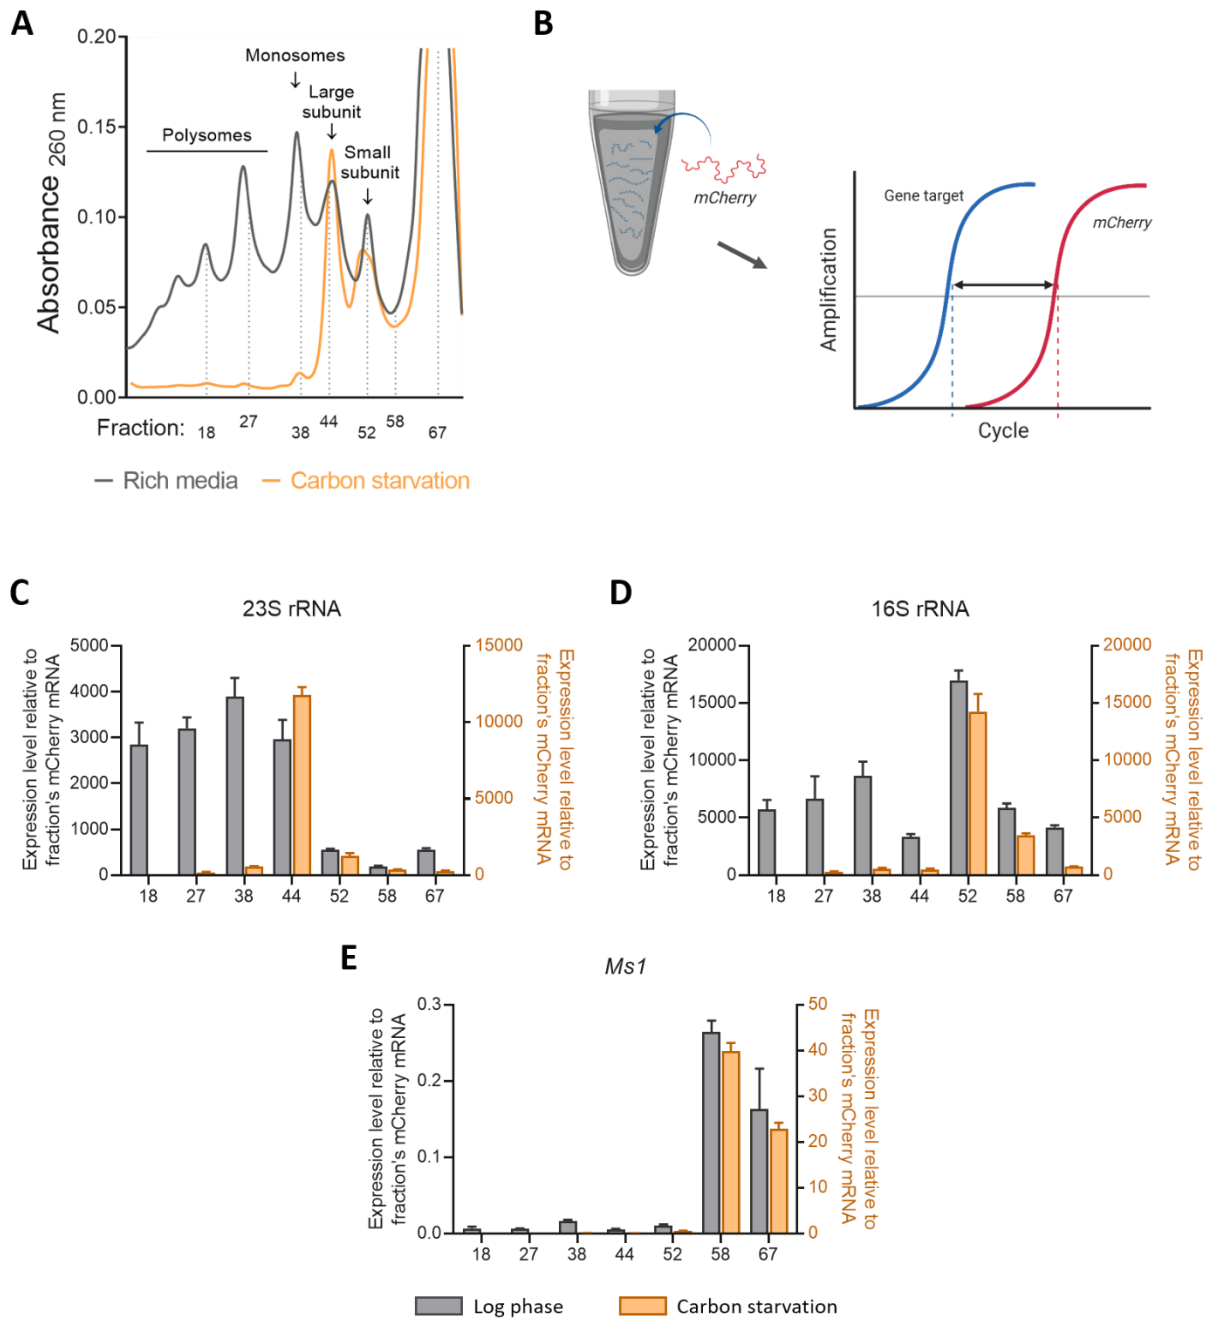 A
0.20
0.15
0.10
0.05
0.00
Absorbance 260 nm
Monosomes
Large
subunit
Small
subunit
Polysomes
Fraction:
18
27
38
44
52
58
67
Rich media
Carbon starvation
B
mCherry
Gene target
mCherry
Amplification
Cycle
C
23S rRNA
Expression level relative to
fraction's mCherry mRNA
5000
4000
3000
2000
1000
0
15000
10000
5000
0
Expression level relative to
fraction's mCherry mRNA
18 27 38 44 52 58 67
D
16S rRNA
Expression level relative to
fraction's mCherry mRNA
20000
15000
10000
5000
0
20000
15000
10000
5000
0
Expression level relative to
fraction's mCherry mRNA
18 27 38 44 52 58 67
E
Ms1
Expression level relative to
fraction's mCherry mRNA
0.3
0.2
0.1
0.0
50
40
30
20
10
0
Expression level relative to
fraction's mCherry mRNA
18 27 38 44 52 58 67
Log phase
Carbon starvation